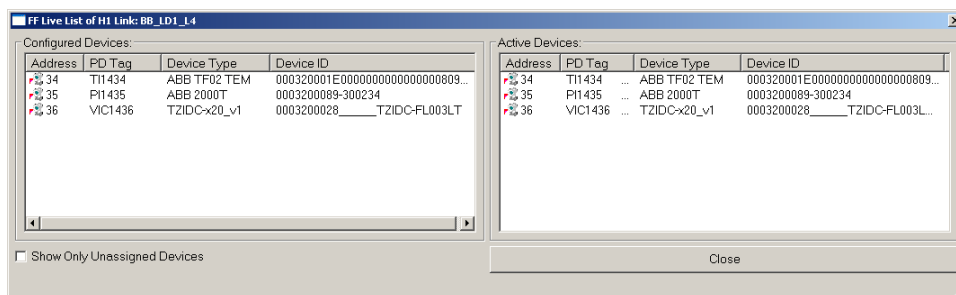 FF Live List of H1 Link: BB_LD1_L4
Configured Devices:
Address PD Tag Device Type Device ID
34 TI1434 ABB TF02 TEM 000320001E0000000000000000809...
35 PI1435 ABB 2000T 0003200089-300234
36 VIC1436 TZIDC-x20_v1 0003200028______TZIDC-FL003LT
Show Only Unassigned Devices
Active Devices:
Address PD Tag Device Type Device ID
34 TI1434 ... ABB TF02 TEM 000320001E0000000000000000809...
35 PI1435 ... ABB 2000T 0003200089-300234
36 VIC1436 ... TZIDC-x20_v1 0003200028______TZIDC-FL003L...
Close